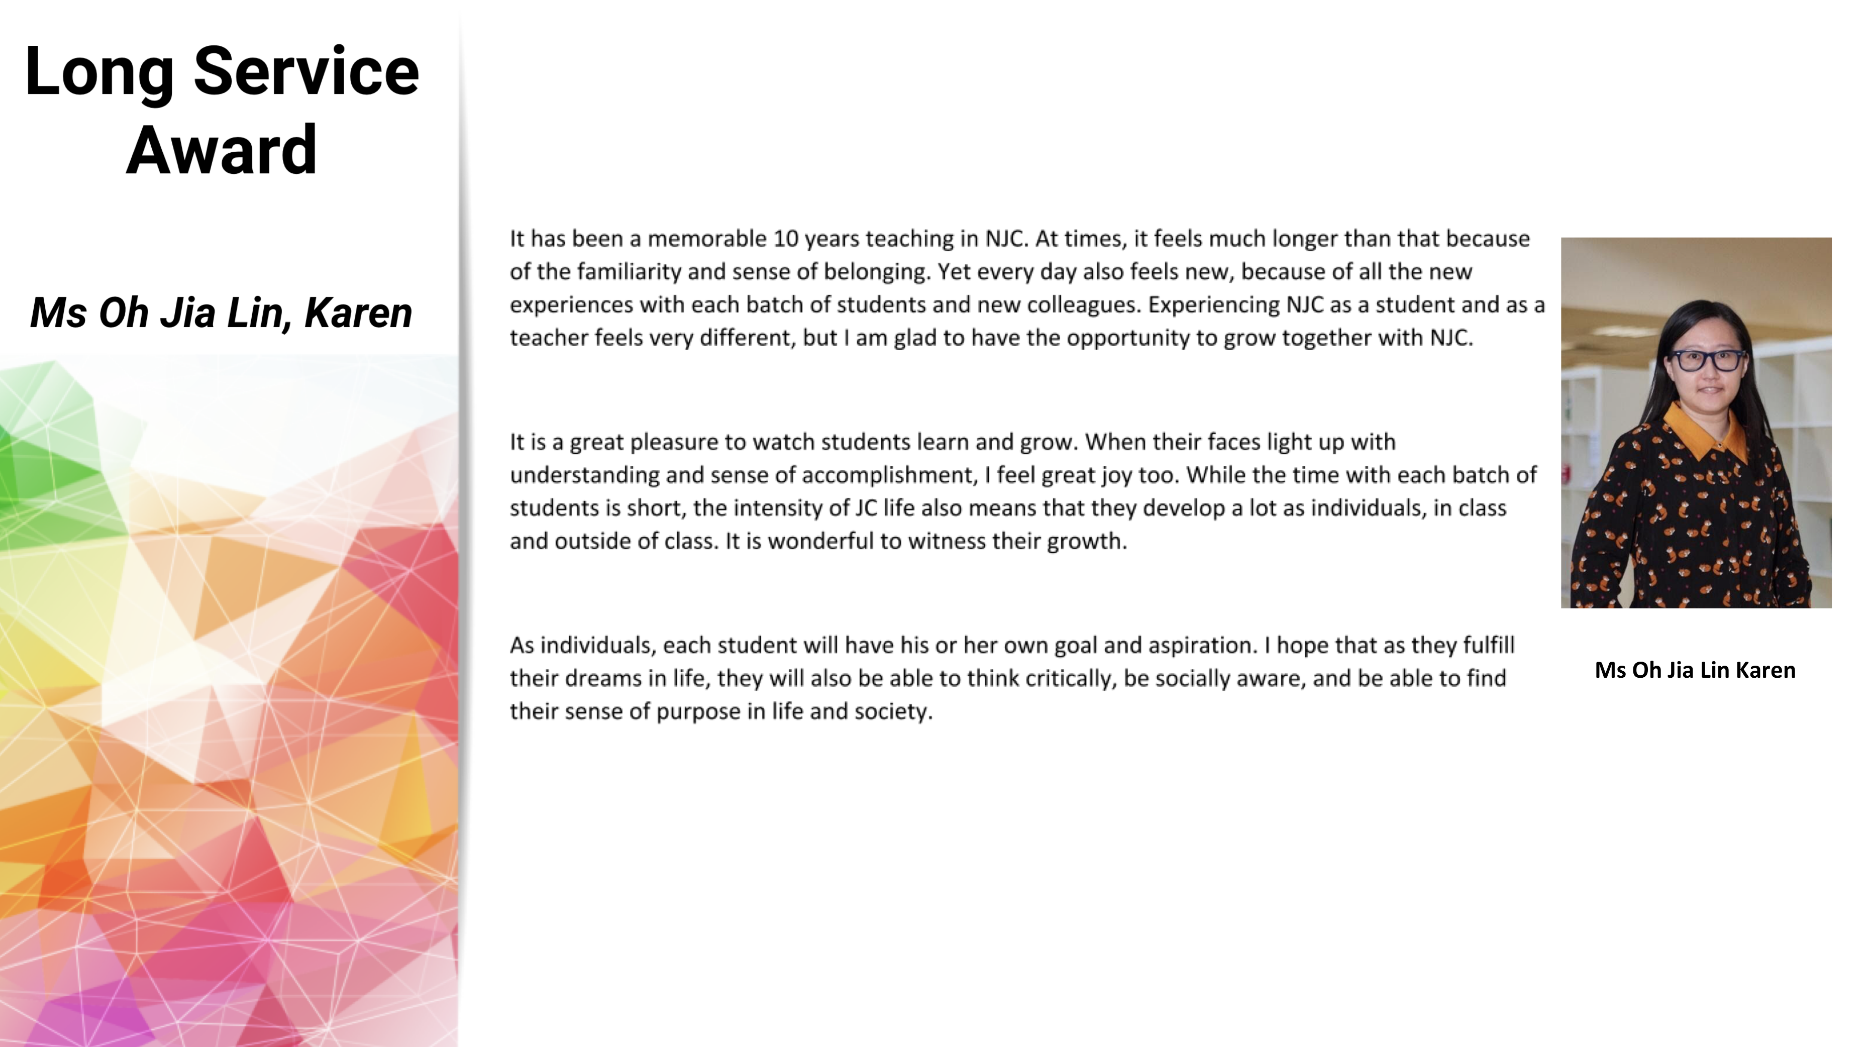 Long Service
Award
Ms Oh Jia Lin, Karen
It has been a memorable 10 years teaching in NJC. At times, it feels much longer than that because
of the familiarity and sense of belonging. Yet every day also feels new, because of all the new
experiences with each batch of students and new colleagues. Experiencing NJC as a student and as a
teacher feels very different, but I am glad to have the opportunity to grow together with NJC.
It is a great pleasure to watch students learn and grow. When their faces light up with
understanding and sense of accomplishment, I feel great joy too. While the time with each batch of
students is short, the intensity of JC life also means that they develop a lot as individuals, in class
and outside of class. It is wonderful to witness their growth.
As individuals, each student will have his or her own goal and aspiration. I hope that as they fulfill
their dreams in life, they will also be able to think critically, be socially aware, and be able to find
their sense of purpose in life and society.
Ms Oh Jia Lin Karen